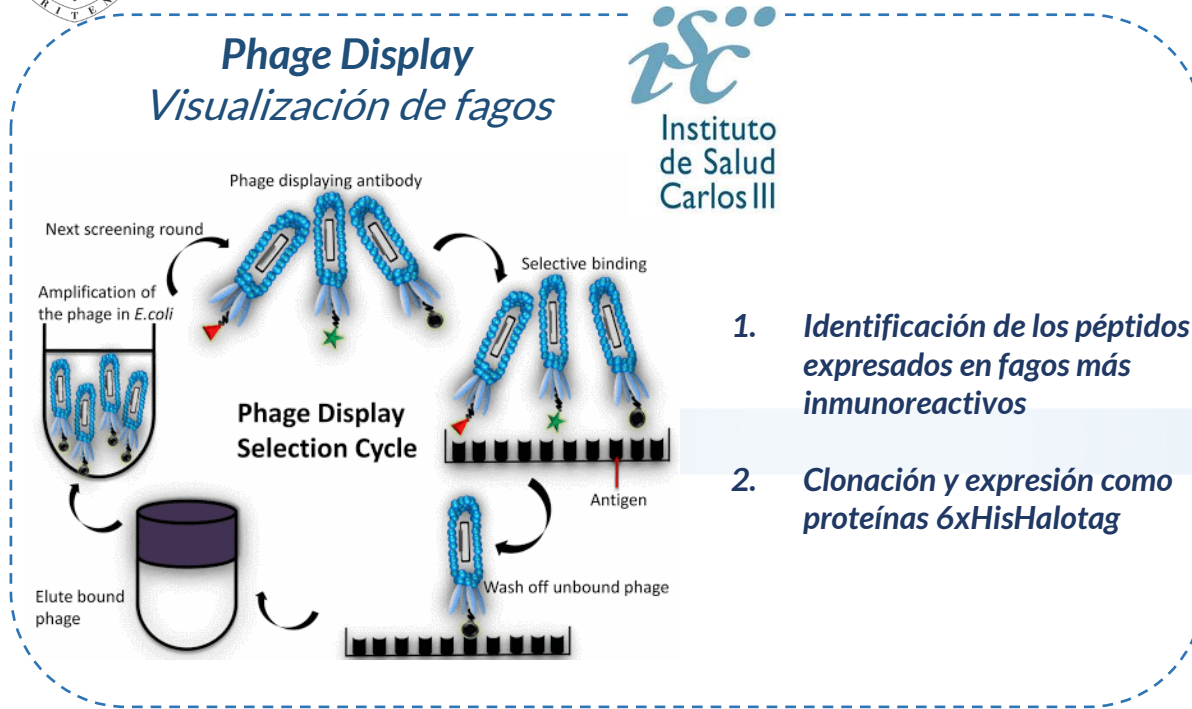 Phage Display
Visualización de fagos
isc
Instituto
de Salud
Carlos III
Phage displaying antibody
Next screening round
Selective binding
Amplification of
the phage in E.coli
Phage Display
Selection Cycle
Antigen
Wash off unbound phage
Elute bound
phage
1. Identificación de los péptidos
expresados en fagos más
inmunoreactivos
2. Clonación y expresión como
proteínas 6xHisHalotag